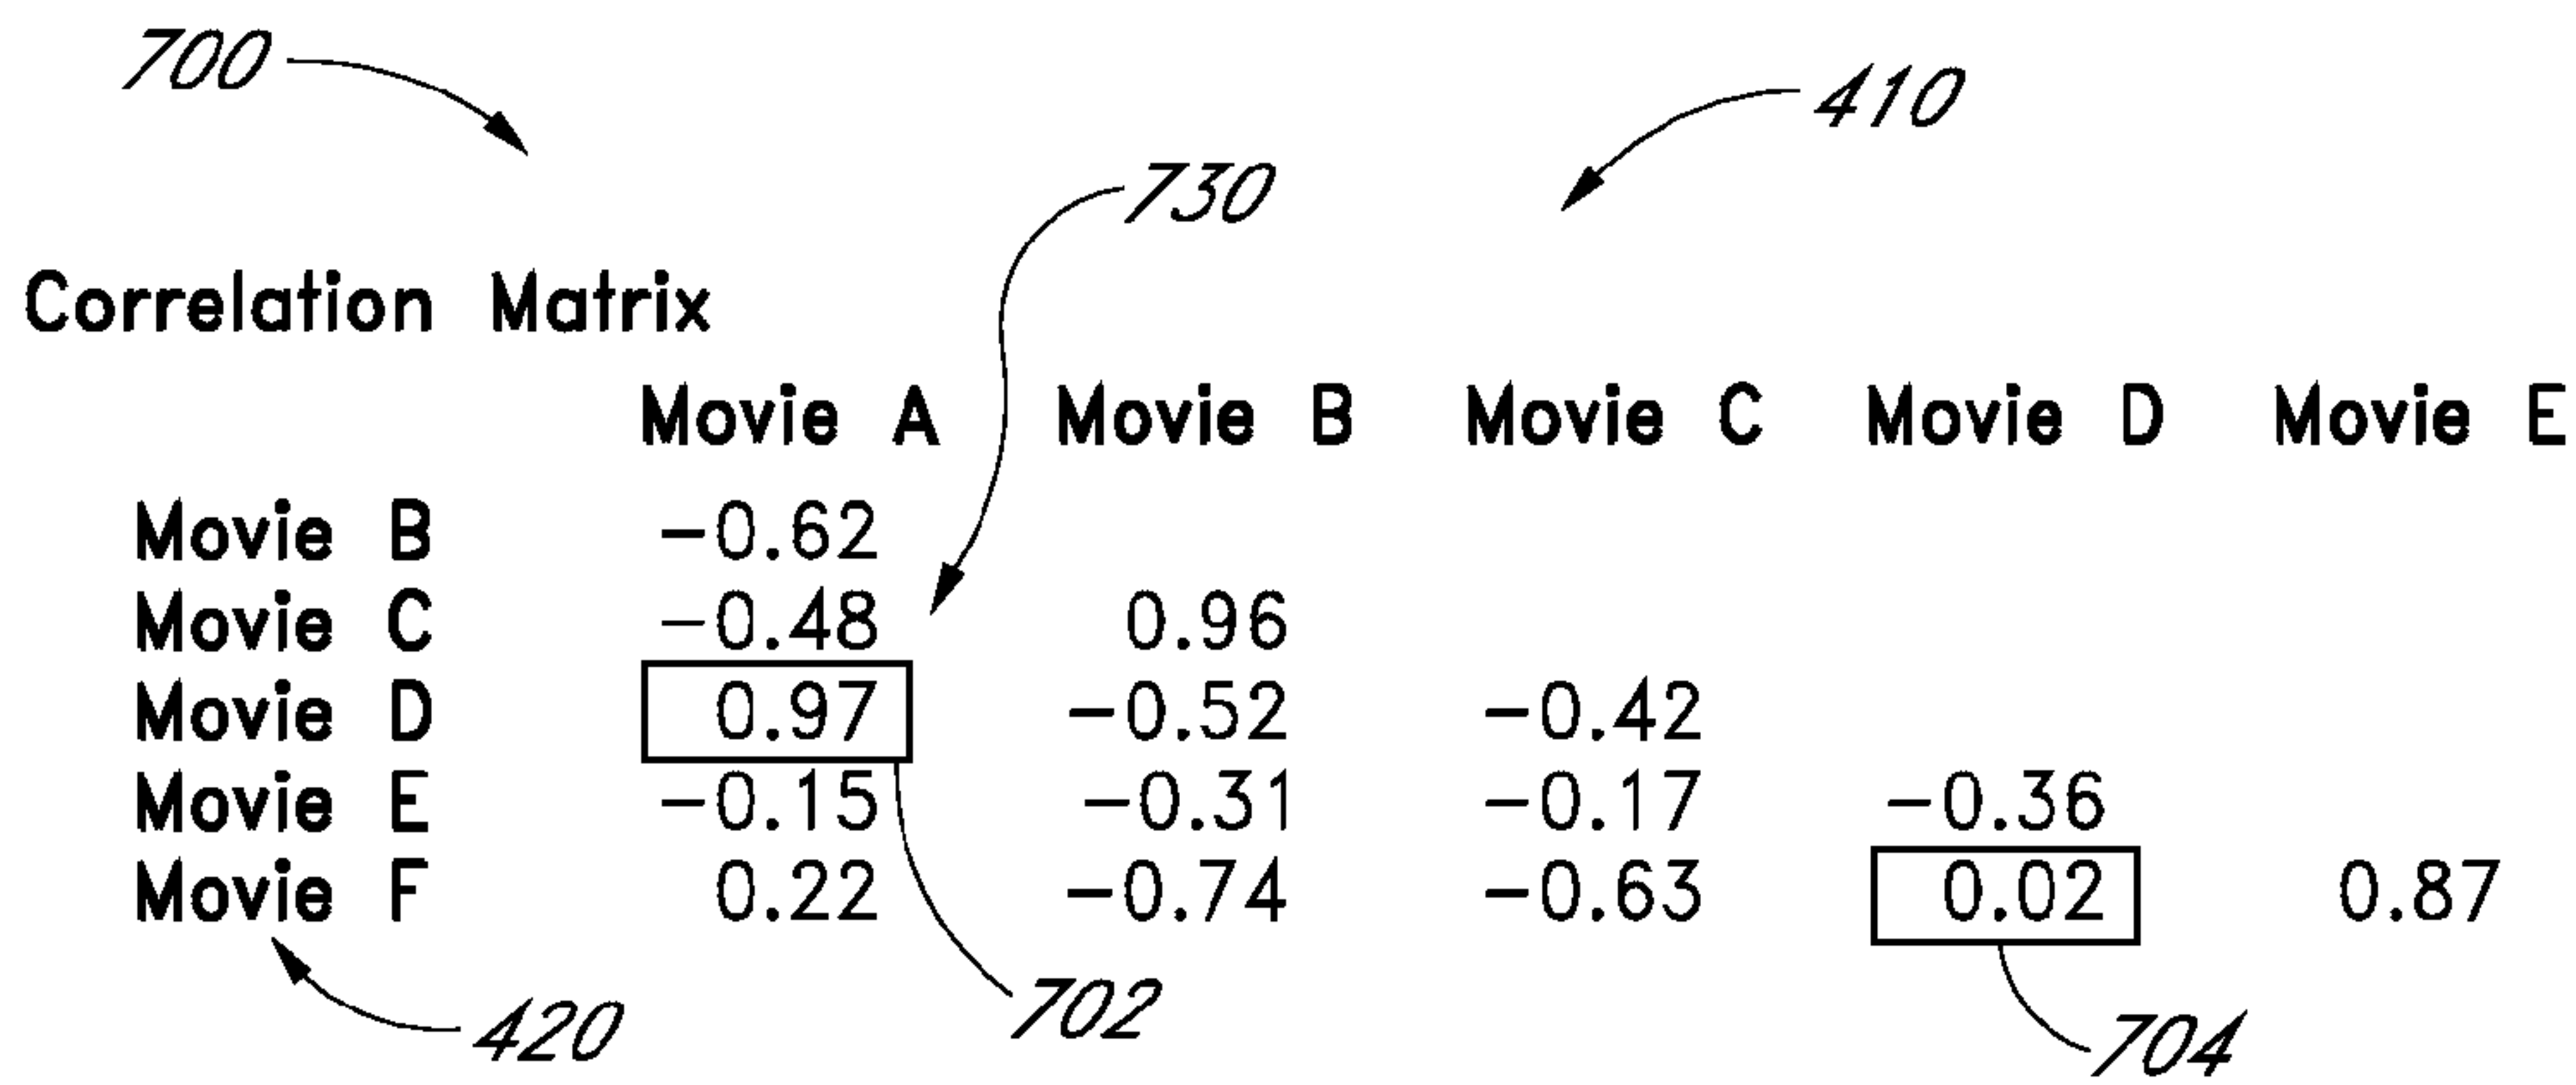 700
410
730
Correlation Matrix
Movie A Movie B Movie C Movie D Movie E
Movie B -0.62
Movie C -0.48 0.96
Movie D 0.97 -0.52 -0.42
Movie E -0.15 -0.31 -0.17 -0.36
Movie F 0.22 -0.74 -0.63 0.02 0.87
420
702
704